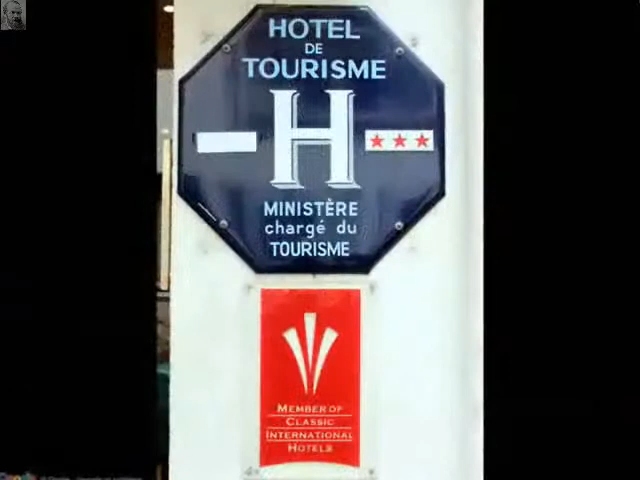 HOTEL
DE
TOURISME
H
MINISTÈRE
chargé du
TOURISME
MEMBER OF
CLASSIC
INTERNATIONAL
HOTELS